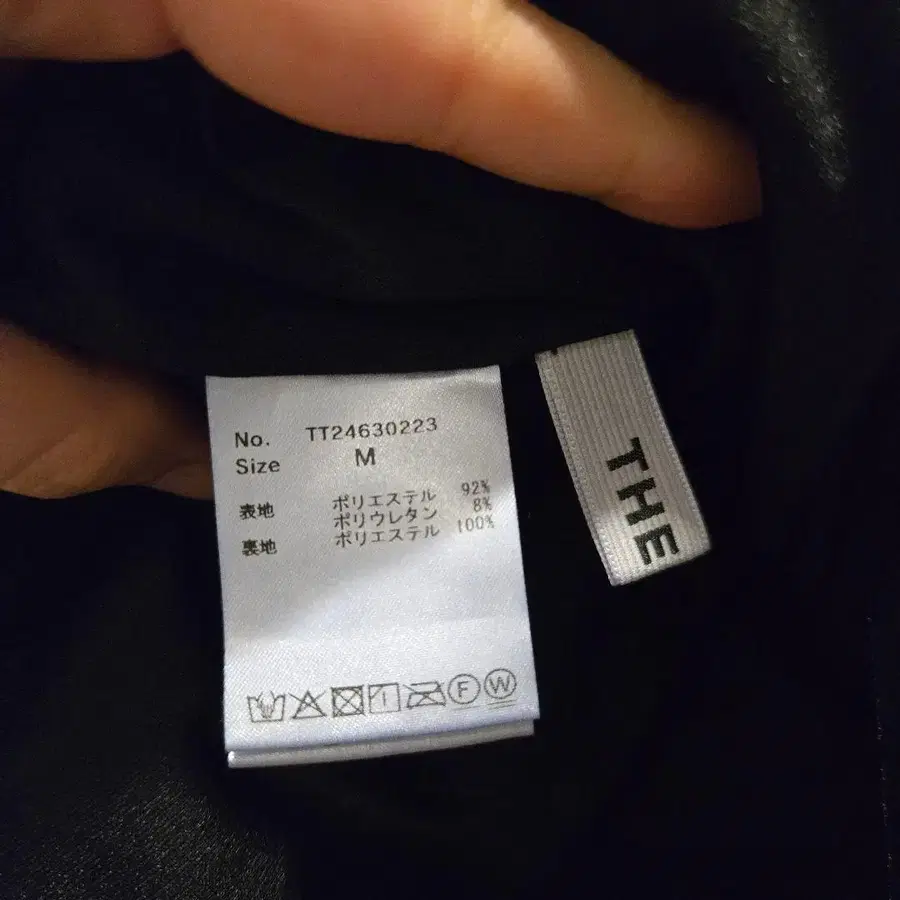 No. TT24630223
Size M
表地 ポリエステル 92%
ポリウレタン 8%
裏地 ポリエステル 100%
F W
THE